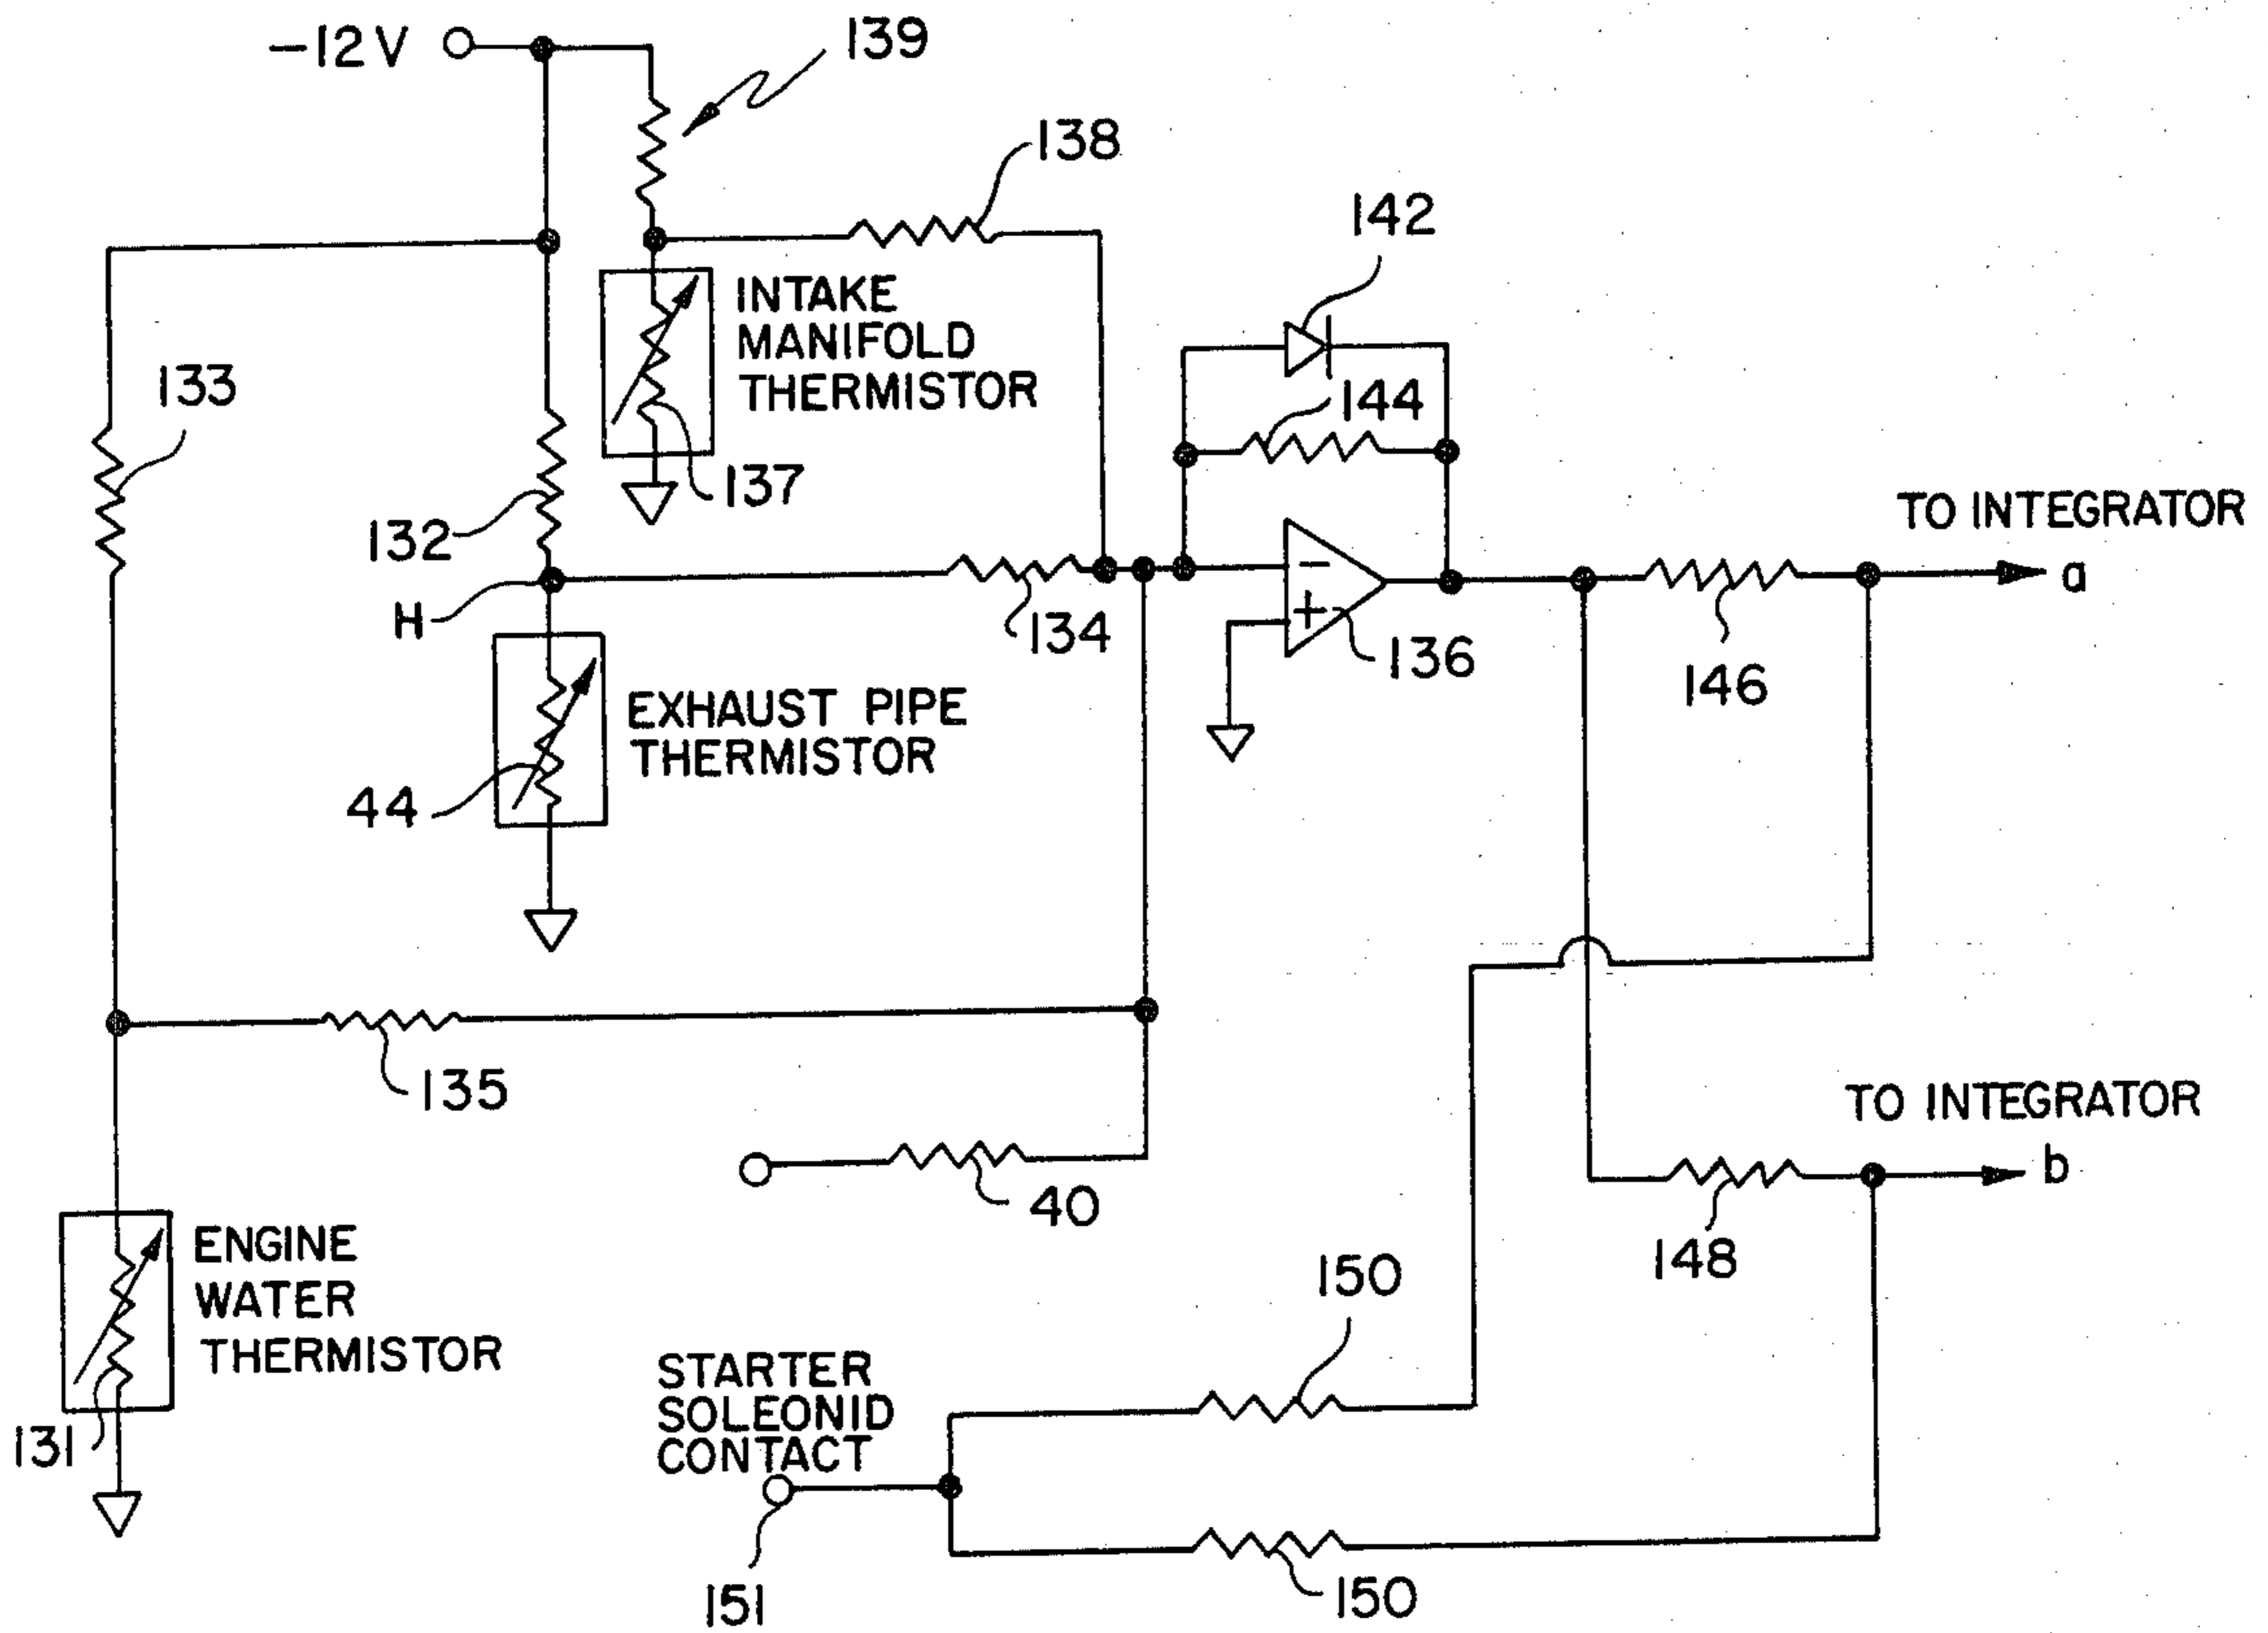 −12V
139
138
142
INTAKE
MANIFOLD
THERMISTOR
133
144
137
132
TO INTEGRATOR
a
H
134
−
+
136
146
EXHAUST PIPE
THERMISTOR
44
135
TO INTEGRATOR
b
40
148
ENGINE
WATER
THERMISTOR
150
STARTER
SOLEONID
CONTACT
131
151
150